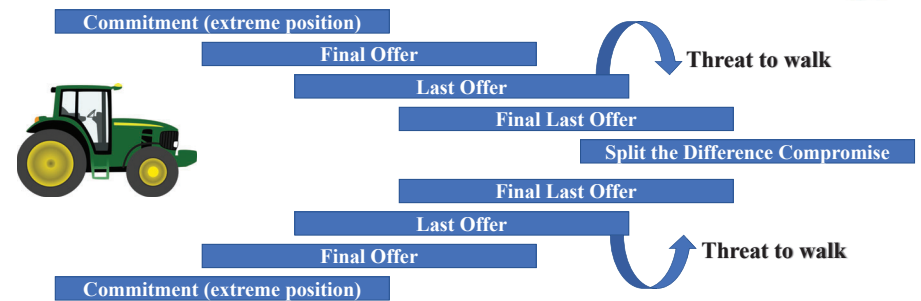 Commitment (extreme position)
Final Offer
Threat to walk
Last Offer
Final Last Offer
Split the Difference Compromise
Final Last Offer
Last Offer
Threat to walk
Final Offer
Commitment (extreme position)